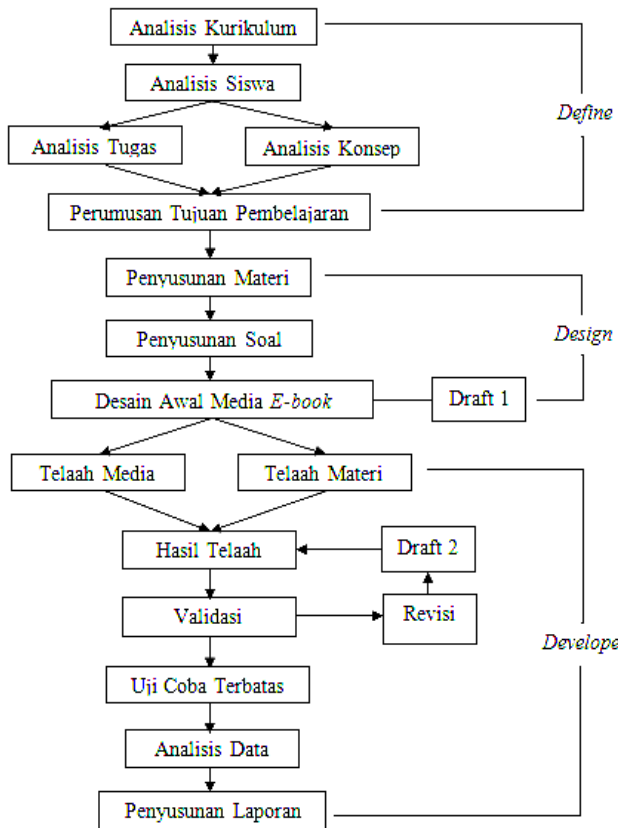 Analisis Kurikulum
Analisis Siswa
Define
Analisis Tugas
Analisis Konsep
Perumusan Tujuan Pembelajaran
Penyusunan Materi
Penyusunan Soal
Design
Desain Awal Media E-book
Draft 1
Telaah Media
Telaah Materi
Hasil Telaah
Draft 2
Validasi
Revisi
Develope
Uji Coba Terbatas
Analisis Data
Penyusunan Laporan